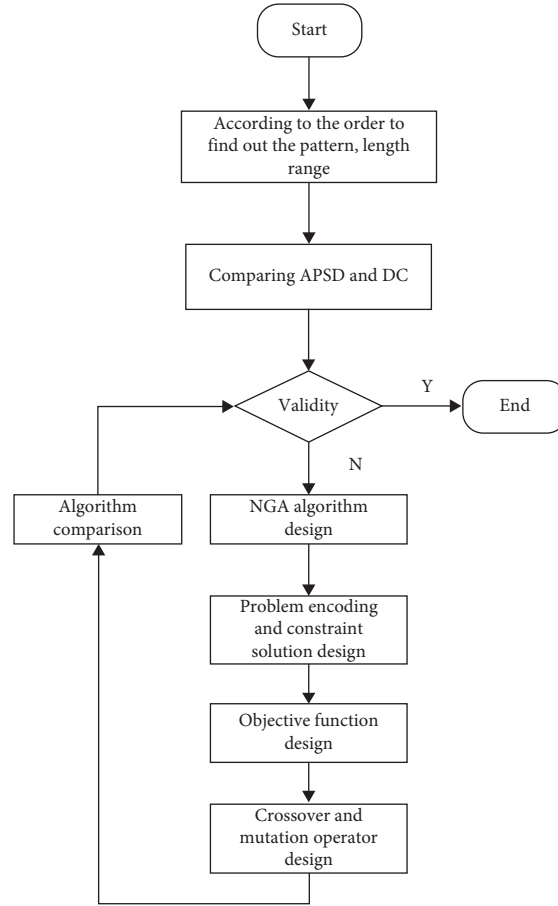 Start
According to the order to
find out the pattern, length
range
Comparing APSD and DC
Validity
Y
End
N
Algorithm
comparison
NGA algorithm
design
Problem encoding
and constraint
solution design
Objective function
design
Crossover and
mutation operator
design